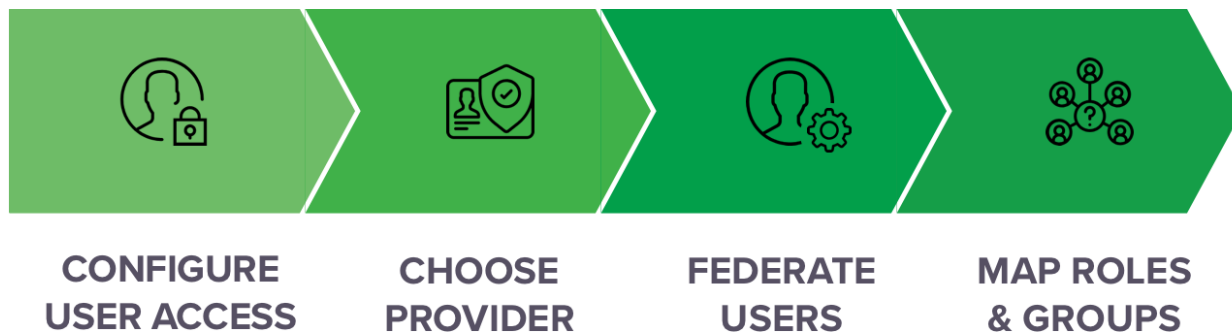 CONFIGURE
USER ACCESS
CHOOSE
PROVIDER
FEDERATE
USERS
MAP ROLES
& GROUPS
?